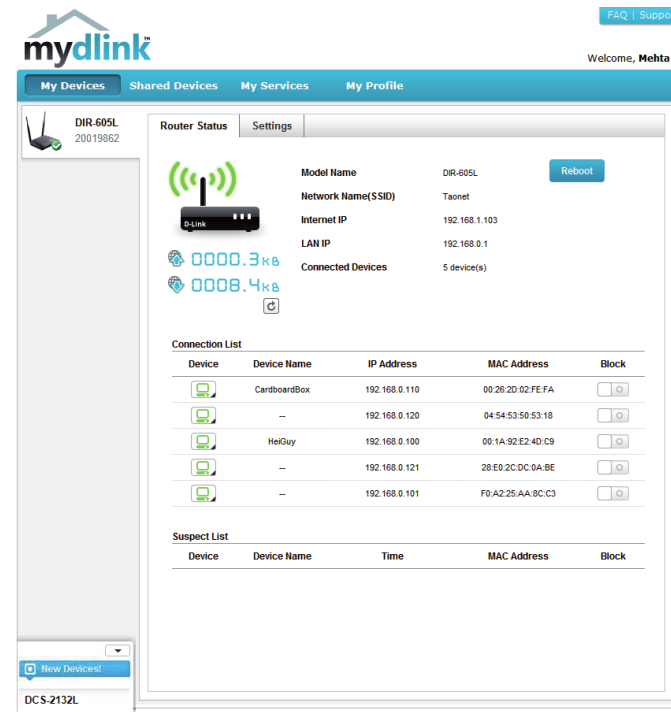 FAQ | Suppo
mydlink™
Welcome, Mehta
My Devices Shared Devices My Services My Profile
DIR-605L
20019862
Router Status Settings
Model Name DIR-605L Reboot
Network Name(SSID) Taonet
D-Link
Internet IP 192.168.1.103
LAN IP 192.168.0.1
0000.3KB
Connected Devices 5 device(s)
0008.4KB
Connection List
Device Device Name IP Address MAC Address Block
CardboardBox 192.168.0.110 00:26:2D:02:FE:FA
-- 192.168.0.120 04:54:53:50:53:18
HeiGuy 192.168.0.100 00:1A:92:E2:4D:C9
-- 192.168.0.121 28:E0:2C:DC:0A:BE
-- 192.168.0.101 F0:A2:25:AA:8C:C3
Suspect List
Device Device Name Time MAC Address Block
New Devices!
DCS-2132L